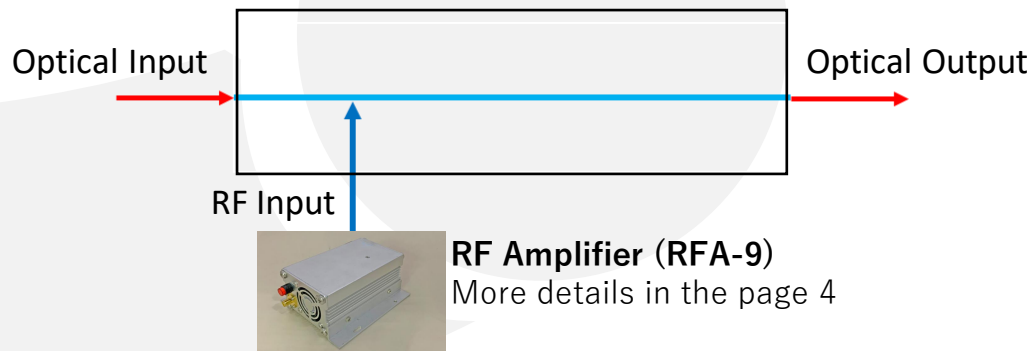 Optical Input
Optical Output
RF Input
RF Amplifier (RFA-9)
More details in the page 4